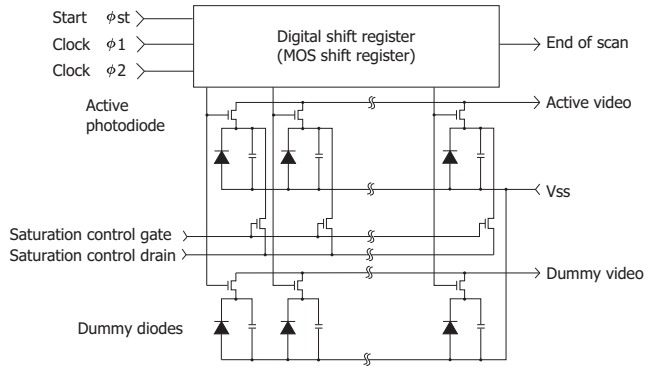 Start φst
Clock φ1
Clock φ2
Digital shift register
(MOS shift register)
End of scan
Active
photodiode
Active video
Vss
Saturation control gate
Saturation control drain
Dummy video
Dummy diodes